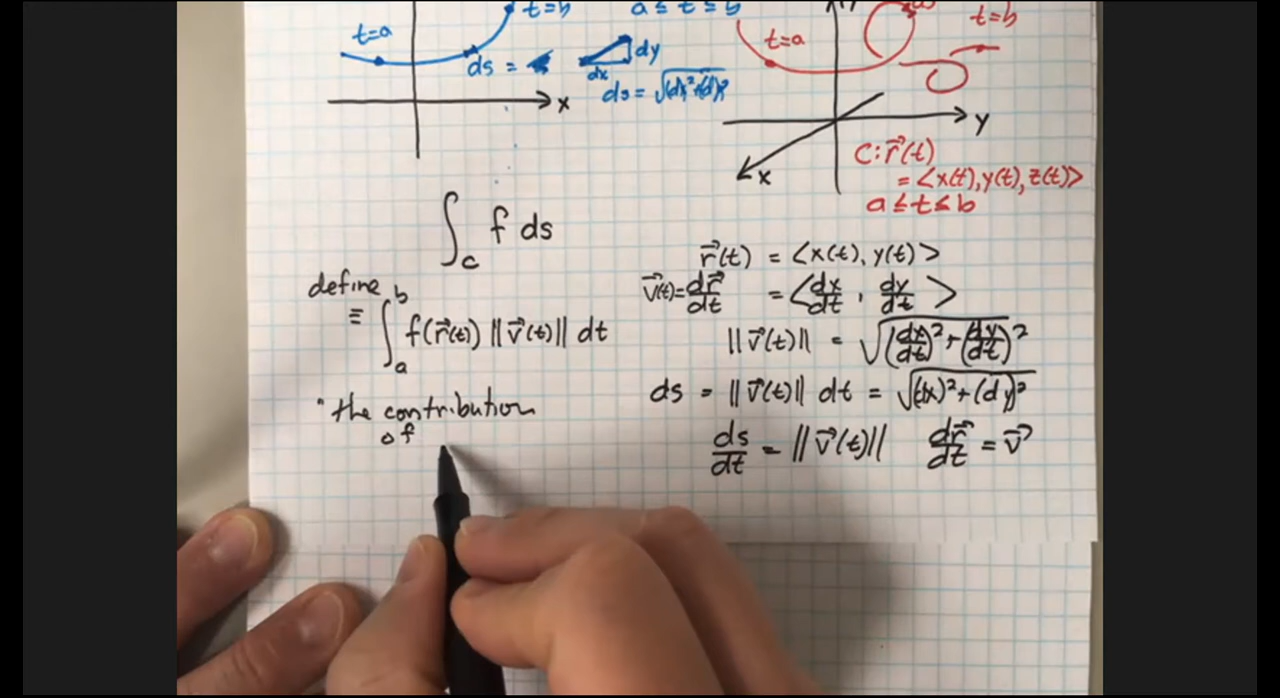 t=b
a ≤ t ≤ b
t=a
t=b
t=a
ds =
dy
dx
ds = √(dx)²+(dy)²
x
y
x
C: r⃗(t)
= <x(t), y(t), z(t)>
a ≤ t ≤ b
∫_C f ds
r⃗(t) = <x(t), y(t)>
define
v⃗(t) = dr⃗/dt = <dx/dt, dy/dt>
≡ ∫_a^b f(r⃗(t)) ||v⃗(t)|| dt
||v⃗(t)|| = √(dx/dt)²+(dy/dt)²
ds = ||v⃗(t)|| dt = √(dx)²+(dy)²
"the contribution
of
ds/dt = ||v⃗(t)|| dr⃗/dt = v⃗